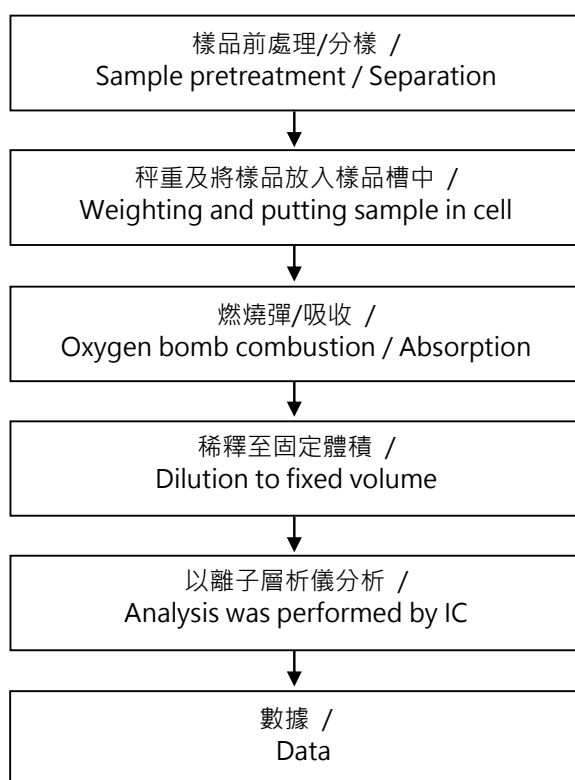 樣品前處理/分樣 /
Sample pretreatment / Separation
秤重及將樣品放入樣品槽中 /
Weighting and putting sample in cell
燃燒彈/吸收 /
Oxygen bomb combustion / Absorption
稀釋至固定體積 /
Dilution to fixed volume
以離子層析儀分析 /
Analysis was performed by IC
數據 /
Data